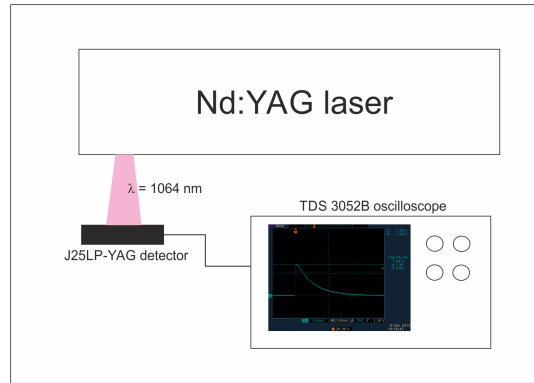 Nd:YAG laser
λ = 1064 nm
TDS 3052B oscilloscope
J25LP-YAG detector